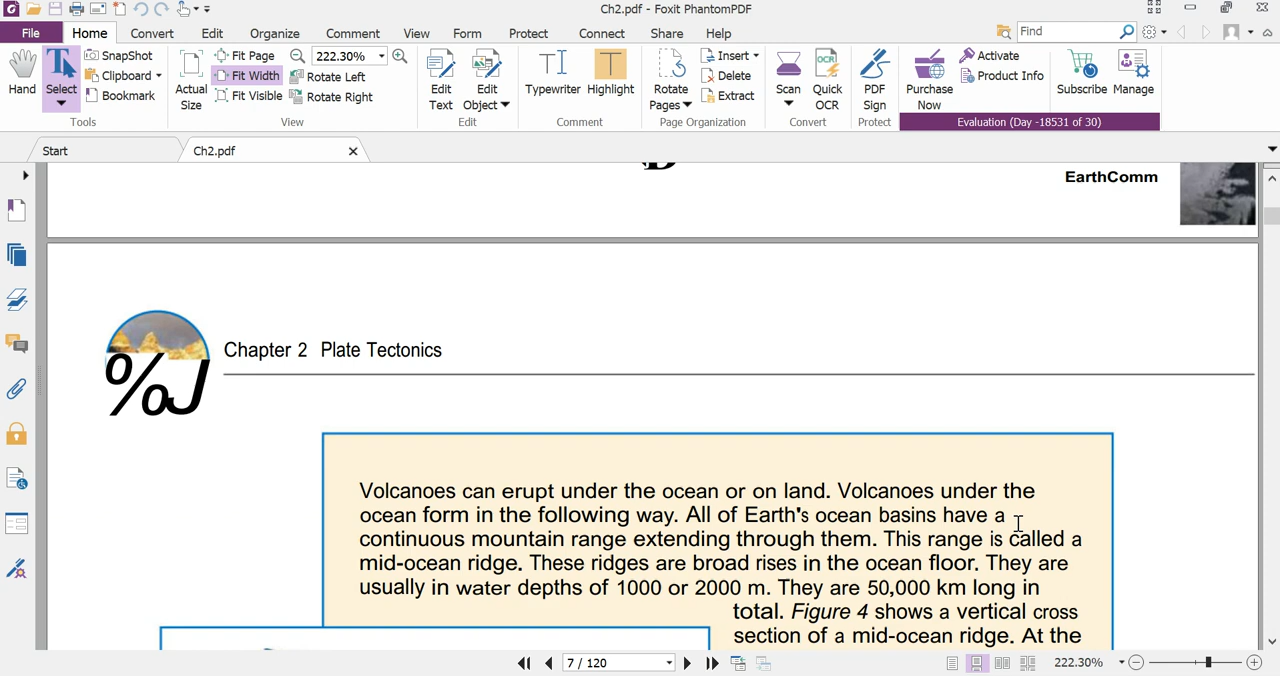 Ch2.pdf - Foxit PhantomPDF
File Home Convert Edit Organize Comment View Form Protect Connect Share Help Find
Hand
Select
SnapShot
Clipboard
Bookmark
Tools
Actual Size
Fit Page
Fit Width
Fit Visible
222.30%
Rotate Left
Rotate Right
View
Edit Text
Edit Object
Edit
Typewriter
Highlight
Comment
Rotate Pages
Insert
Delete
Extract
Page Organization
Scan
Quick OCR
Convert
PDF Sign
Protect
Purchase Now
Activate
Product Info
Subscribe
Manage
Evaluation (Day -18531 of 30)
Start Ch2.pdf
EarthComm
%J
Chapter 2 Plate Tectonics
Volcanoes can erupt under the ocean or on land. Volcanoes under the
ocean form in the following way. All of Earth's ocean basins have a
continuous mountain range extending through them. This range is called a
mid-ocean ridge. These ridges are broad rises in the ocean floor. They are
usually in water depths of 1000 or 2000 m. They are 50,000 km long in
total. Figure 4 shows a vertical cross
section of a mid-ocean ridge. At the
7 / 120
222.30%